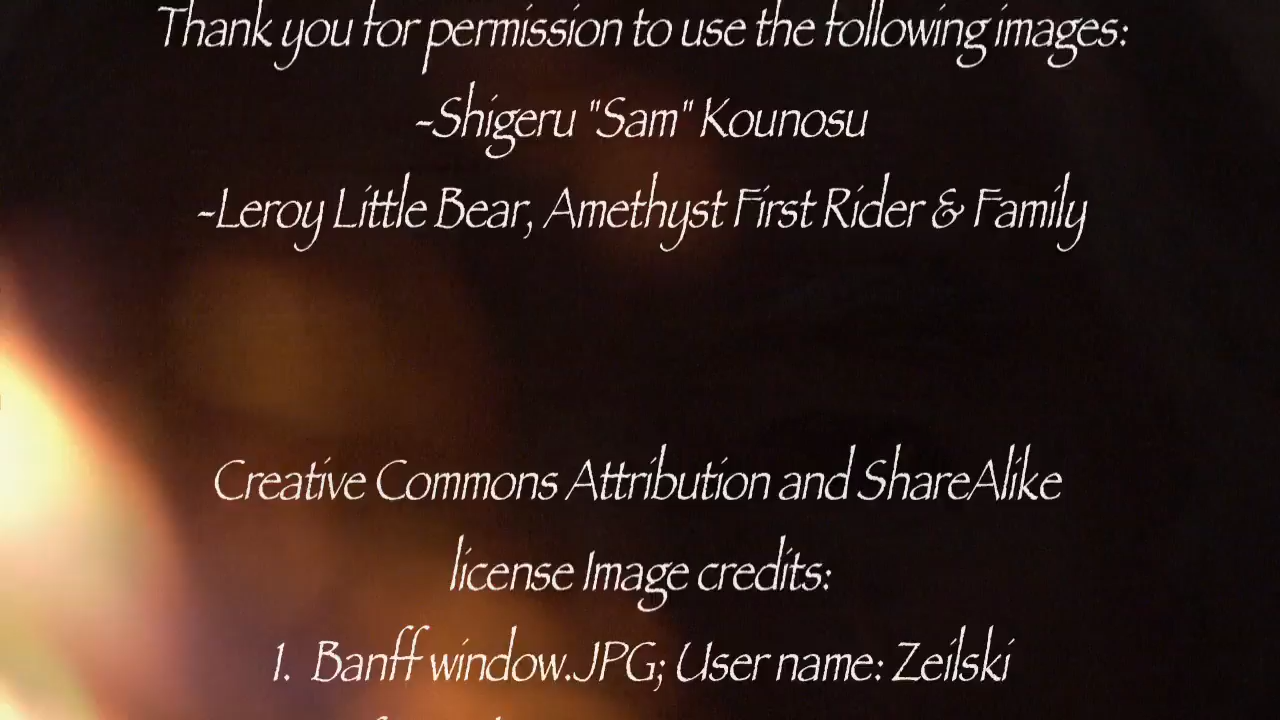 Thank you for permission to use the following images:
-Shigeru "Sam" Kounosu
-Leroy Little Bear, Amethyst First Rider & Family
Creative Commons Attribution and ShareAlike
license Image credits:
1. Banff window.JPG; User name: Zeilski